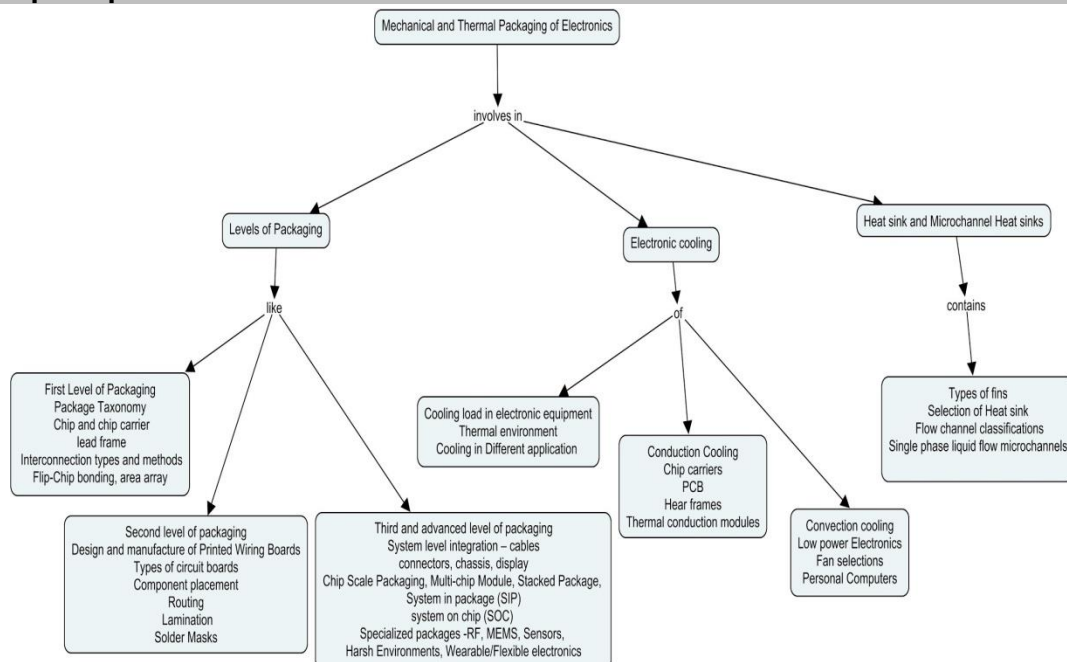 Mechanical and Thermal Packaging of Electronics
involves in
Levels of Packaging
Electronic cooling
Heat sink and Microchannel Heat sinks
like
of
contains
First Level of Packaging
Package Taxonomy
Chip and chip carrier
lead frame
Interconnection types and methods
Flip-Chip bonding, area array
Second level of packaging
Design and manufacture of Printed Wiring Boards
Types of circuit boards
Component placement
Routing
Lamination
Solder Masks
Third and advanced level of packaging
System level integration – cables
connectors, chassis, display
Chip Scale Packaging, Multi-chip Module, Stacked Package,
System in package (SIP)
system on chip (SOC)
Specialized packages -RF, MEMS, Sensors,
Harsh Environments, Wearable/Flexible electronics
Cooling load in electronic equipment
Thermal environment
Cooling in Different application
Conduction Cooling
Chip carriers
PCB
Hear frames
Thermal conduction modules
Convection cooling
Low power Electronics
Fan selections
Personal Computers
Types of fins
Selection of Heat sink
Flow channel classifications
Single phase liquid flow microchannels